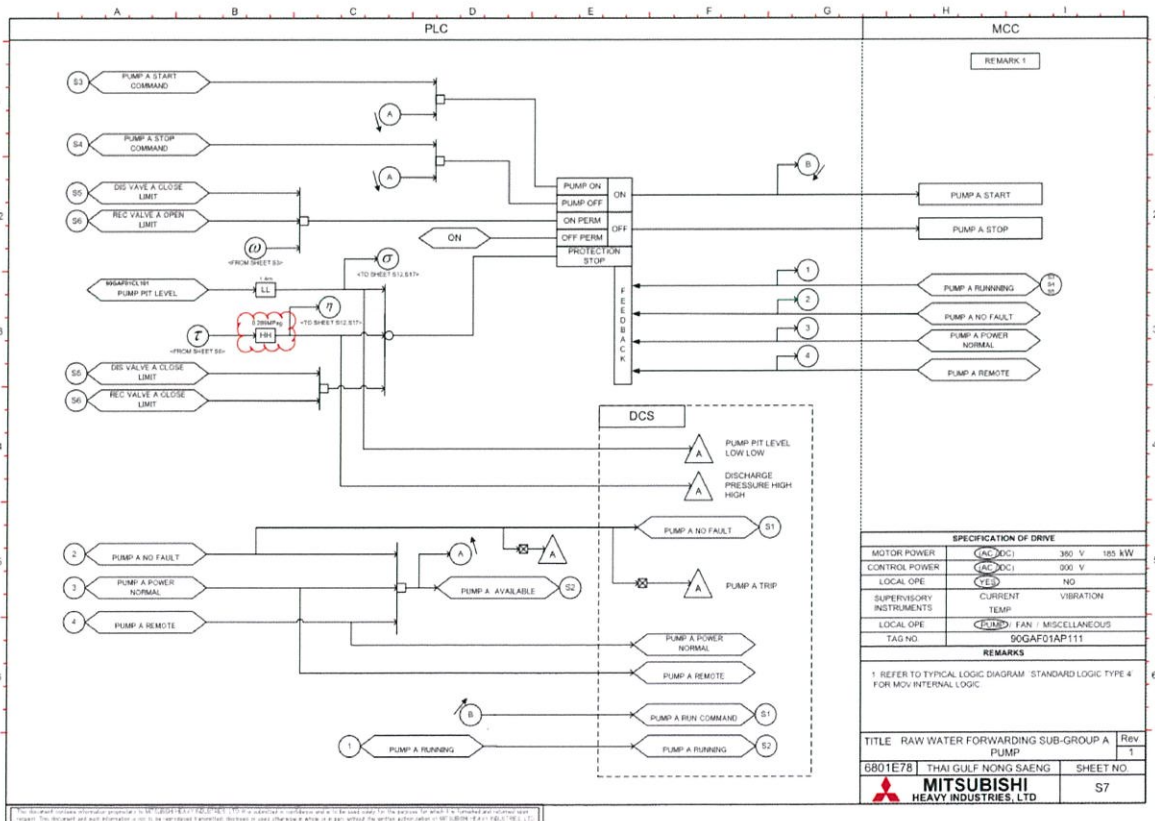 A B C D E F G H I
PLC
MCC
REMARK 1
S3
PUMP A START
COMMAND
A
S4
PUMP A STOP
COMMAND
A
S5
DIS VAVE A CLOSE
LIMIT
S6
REC VALVE A OPEN
LIMIT
ω
<FROM SHEET S3>
PUMP ON
PUMP OFF
ON
ON PERM
OFF PERM
OFF
PROTECTION
STOP
ON
B
PUMP A START
PUMP A STOP
90GAF01CL101
PUMP PIT LEVEL
LL
σ
<TO SHEET S12,S17>
η
<TO SHEET S12,S17>
τ
HH
FEEDBACK
1
PUMP A RUNNNING
S3
S4
2
PUMP A NO FAULT
3
PUMP A POWER
NORMAL
4
PUMP A REMOTE
S5
DIS VALVE A CLOSE
LIMIT
S6
REC VALVE A CLOSE
LIMIT
DCS
A
PUMP PIT LEVEL
LOW LOW
A
DISCHARGE
PRESSURE HIGH
HIGH
PUMP A NO FAULT
S1
2
PUMP A NO FAULT
A
A
3
PUMP A POWER
NORMAL
PUMP A AVAILABLE
S2
A
PUMP A TRIP
4
PUMP A REMOTE
PUMP A POWER
NORMAL
PUMP A REMOTE
B
PUMP A RUN COMMAND
S1
1
PUMP A RUNNING
PUMP A RUNNING
S2
SPECIFICATION OF DRIVE
MOTOR POWER (AC/DC) 380 V 185 kW
CONTROL POWER (AC/DC) 000 V
LOCAL OPE YES NO
SUPERVISORY
INSTRUMENTS
CURRENT VIBRATION
TEMP
LOCAL OPE PUMP / FAN / MISCELLANEOUS
TAG NO. 90GAF01AP111
REMARKS
1 REFER TO TYPICAL LOGIC DIAGRAM 'STANDARD LOGIC TYPE 4'
FOR MOV INTERNAL LOGIC
TITLE RAW WATER FORWARDING SUB-GROUP A
PUMP
Rev
1
6801E78 THAI GULF NONG SAENG SHEET NO.
MITSUBISHI
HEAVY INDUSTRIES, LTD
S7